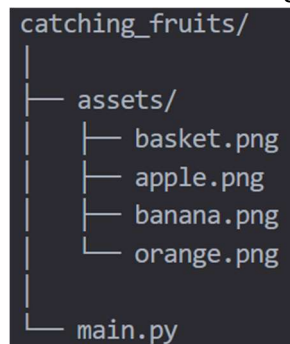 catching_fruits/
│
├── assets/
│   ├── basket.png
│   ├── apple.png
│   ├── banana.png
│   └── orange.png
│
└── main.py